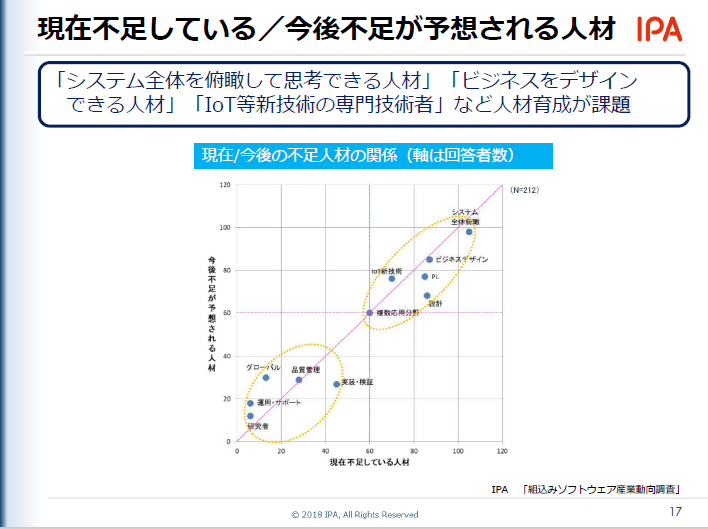 現在不足している／今後不足が予想される人材
IPA
「システム全体を俯瞰して思考できる人材」「ビジネスをデザイン
できる人材」「IoT等新技術の専門技術者」など人材育成が課題
現在/今後の不足人材の関係（軸は回答者数）
(N=212)
今後不足が予想される人材
120
100
80
60
40
20
0
システム
全体俯瞰
ビジネスデザイン
IoT新技術
PL
設計
複数応用分野
グローバル
品質管理
実装・検証
運用・サポート
研究者
0
20
40
60
80
100
120
現在不足している人材
IPA 「組込みソフトウェア産業動向調査」
© 2018 IPA, All Rights Reserved
17